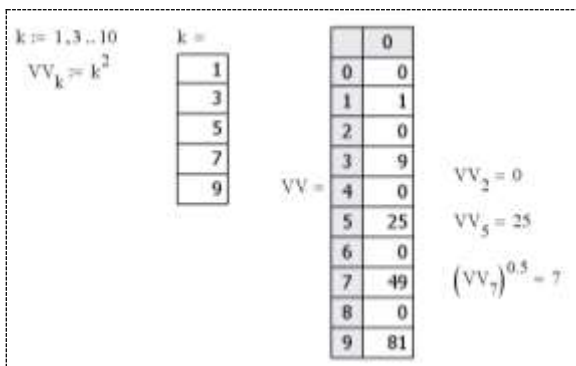 k := 1, 3 .. 10
VV_k := k^2
k =
1
3
5
7
9
VV =
0
0 0
1 1
2 0
3 9
4 0
5 25
6 0
7 49
8 0
9 81
VV_2 = 0
VV_5 = 25
(VV_7)^0.5 = 7